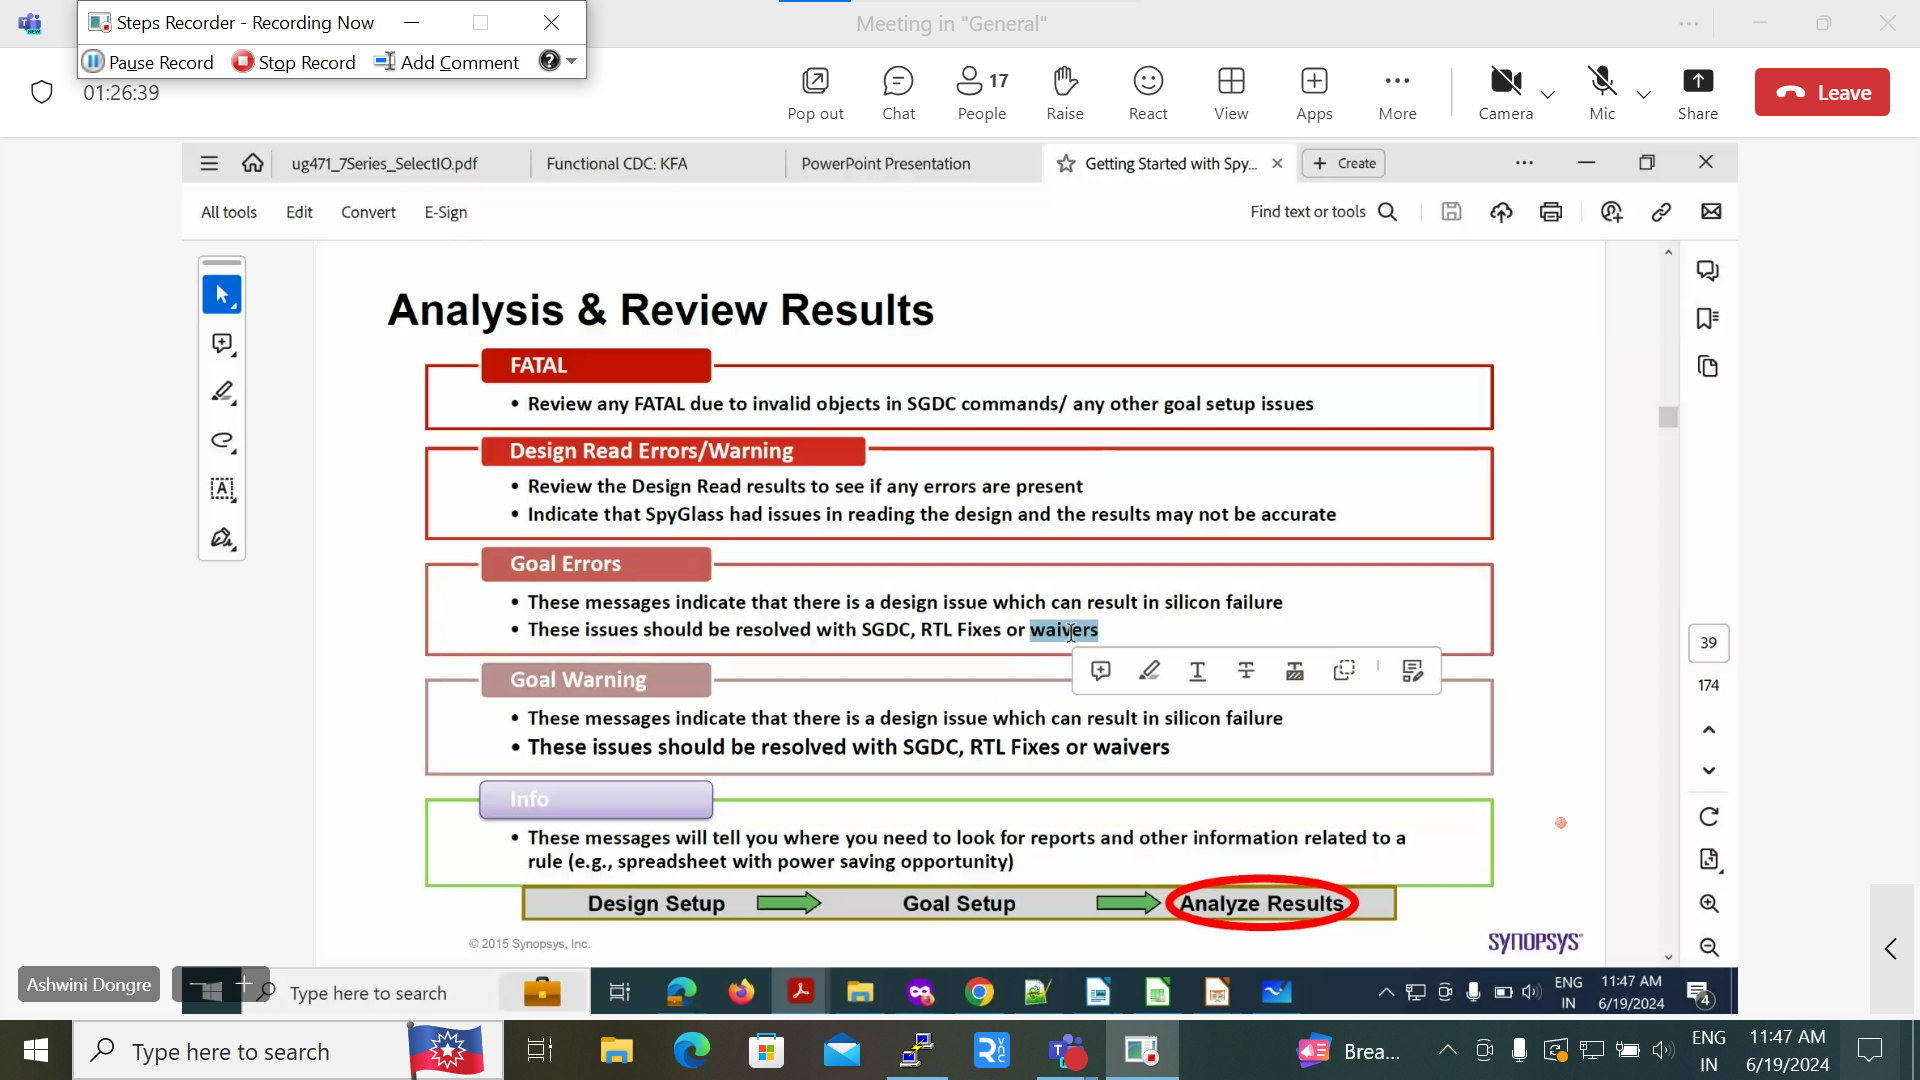 Steps Recorder - Recording Now
Pause Record
Stop Record
Add Comment
Meeting in "General"
01:26:39
Pop out
Chat
17
People
Raise
React
View
Apps
More
Camera
Mic
Share
Leave
ug471_7Series_SelectIO.pdf
Functional CDC: KFA
PowerPoint Presentation
Getting Started with Spy...
Create
All tools
Edit
Convert
E-Sign
Find text or tools
Analysis & Review Results
FATAL
• Review any FATAL due to invalid objects in SGDC commands/ any other goal setup issues
Design Read Errors/Warning
• Review the Design Read results to see if any errors are present
• Indicate that SpyGlass had issues in reading the design and the results may not be accurate
Goal Errors
• These messages indicate that there is a design issue which can result in silicon failure
• These issues should be resolved with SGDC, RTL Fixes or waivers
Goal Warning
• These messages indicate that there is a design issue which can result in silicon failure
• These issues should be resolved with SGDC, RTL Fixes or waivers
Info
• These messages will tell you where you need to look for reports and other information related to a
rule (e.g., spreadsheet with power saving opportunity)
Design Setup
Goal Setup
Analyze Results
© 2015 Synopsys, Inc.
SYNOPSYS
39
174
Ashwini Dongre
Type here to search
ENG
IN
11:47 AM
6/19/2024
4
Type here to search
Brea...
ENG
IN
11:47 AM
6/19/2024